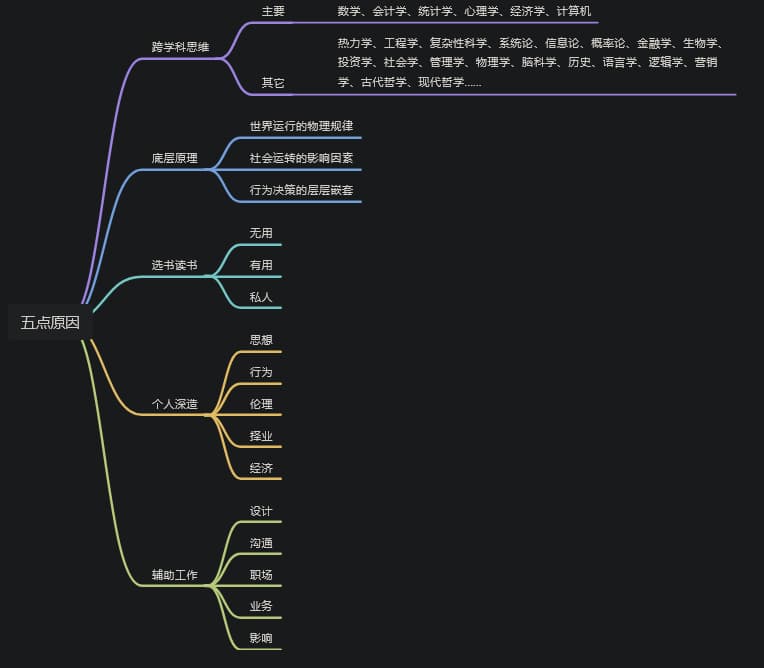 主要
数学、会计学、统计学、心理学、经济学、计算机
跨学科思维
热力学、工程学、复杂性科学、系统论、信息论、概率论、金融学、生物学、
投资学、社会学、管理学、物理学、脑科学、历史、语言学、逻辑学、营销
学、古代哲学、现代哲学……
其它
世界运行的物理规律
底层原理
社会运转的影响因素
行为决策的层层嵌套
无用
选书读书
有用
私人
五点原因
思想
行为
个人深造
伦理
择业
经济
设计
沟通
辅助工作
职场
业务
影响